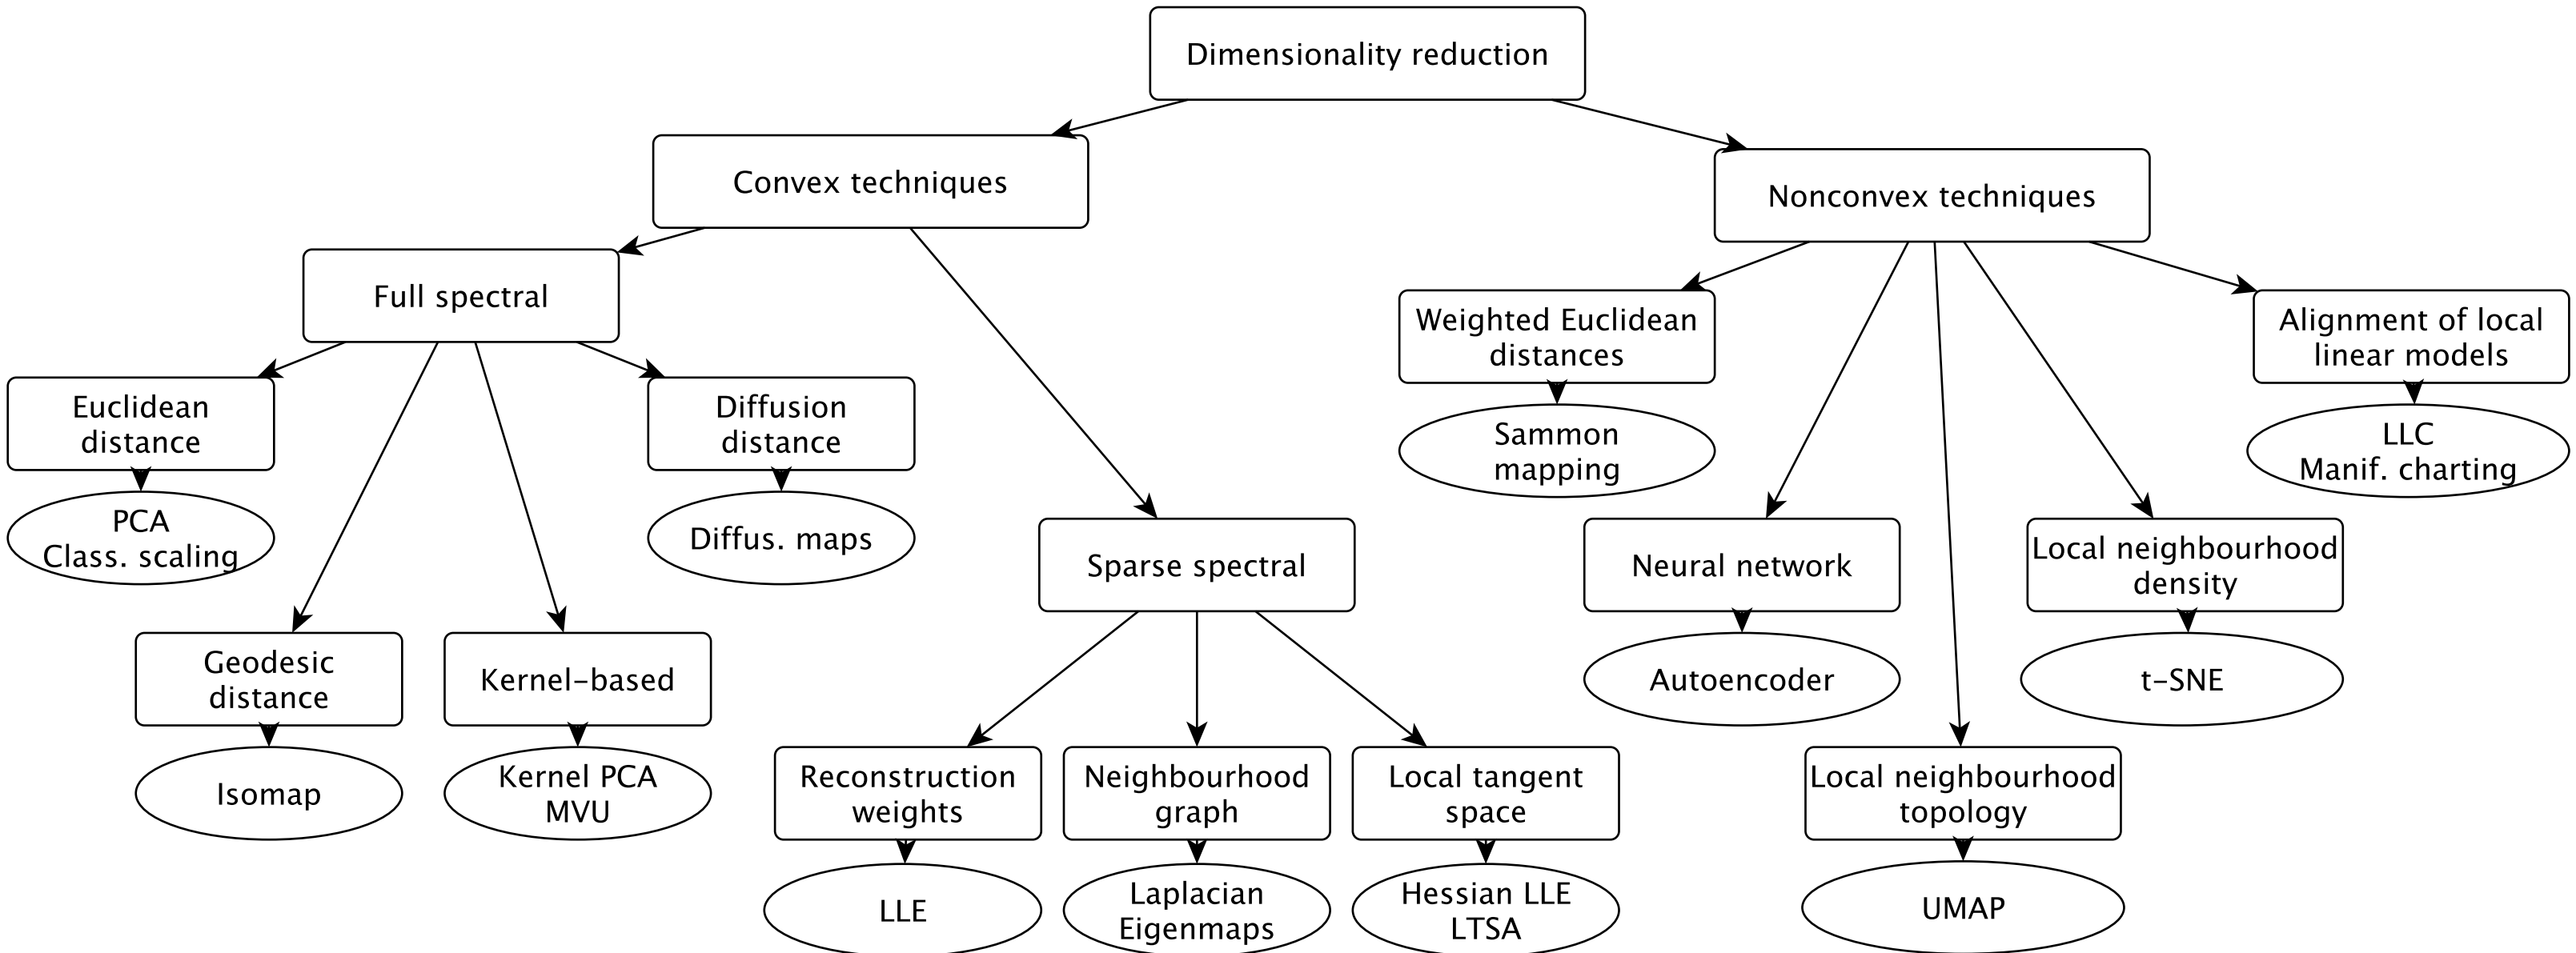 Dimensionality reduction
Convex techniques
Nonconvex techniques
Full spectral
Weighted Euclidean
distances
Alignment of local
linear models
Euclidean
distance
Diffusion
distance
Sammon
mapping
LLC
Manif. charting
PCA
Class. scaling
Diffus. maps
Sparse spectral
Neural network
Local neighbourhood
density
Geodesic
distance
Kernel-based
Autoencoder
t-SNE
Isomap
Kernel PCA
MVU
Reconstruction
weights
Neighbourhood
graph
Local tangent
space
Local neighbourhood
topology
LLE
Laplacian
Eigenmaps
Hessian LLE
LTSA
UMAP